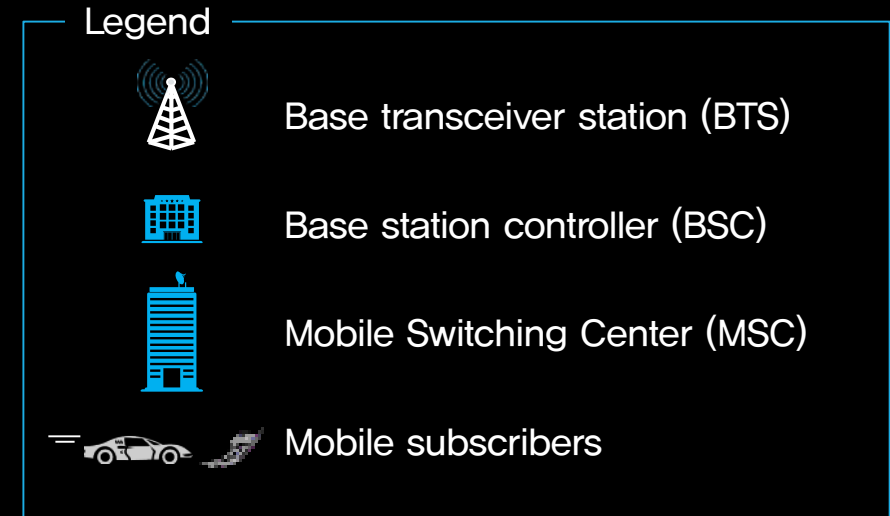 Legend
Base transceiver station (BTS)
Base station controller (BSC)
Mobile Switching Center (MSC)
Mobile subscribers